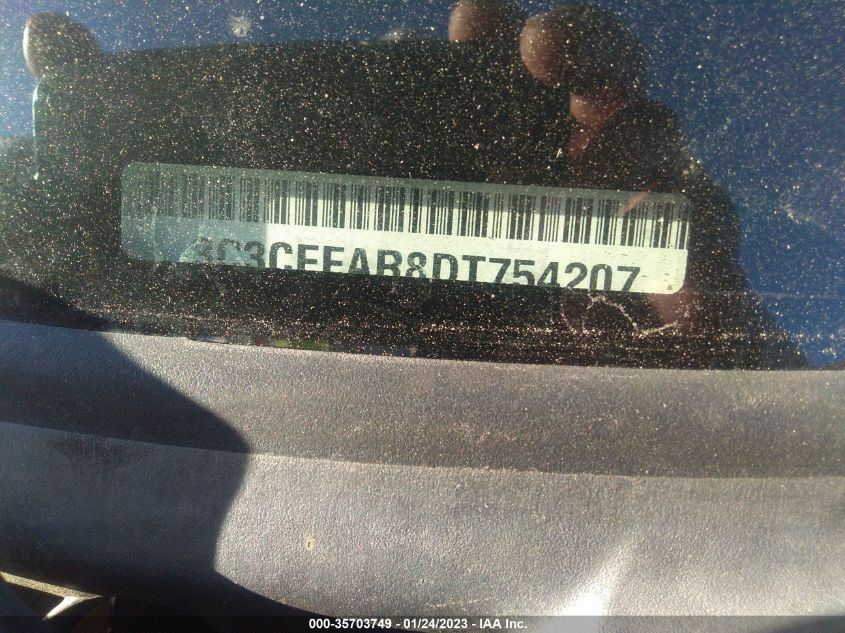 3C3CFFAR8DT754207
000-35703749 - 01/24/2023 - IAA Inc.